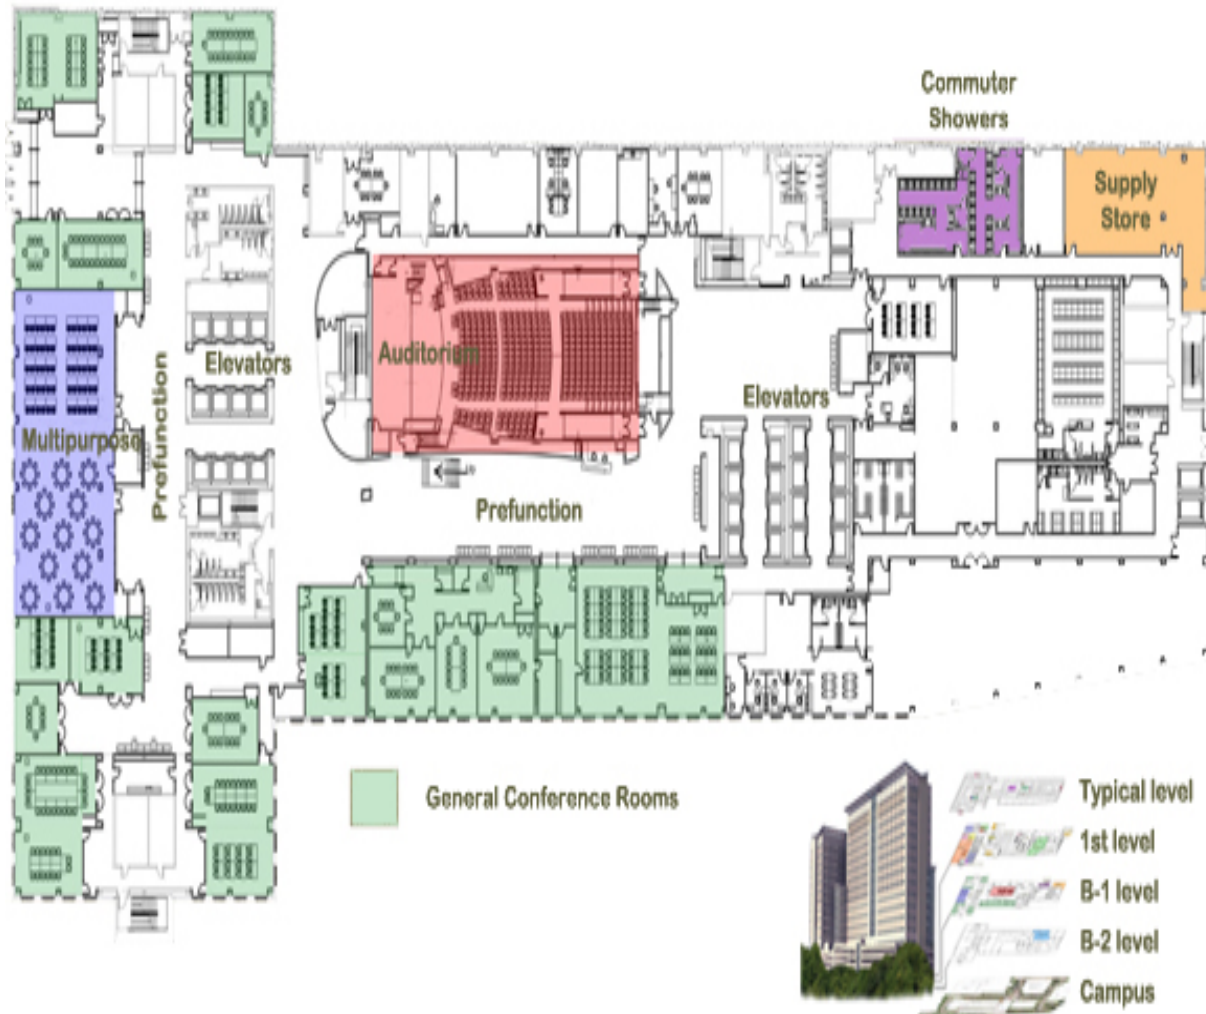 Commuter
Showers
Supply
Store
Elevators
Auditorium
Elevators
Prefunction
Multipurpose
Prefunction
General Conference Rooms
Typical level
1st level
B-1 level
B-2 level
Campus